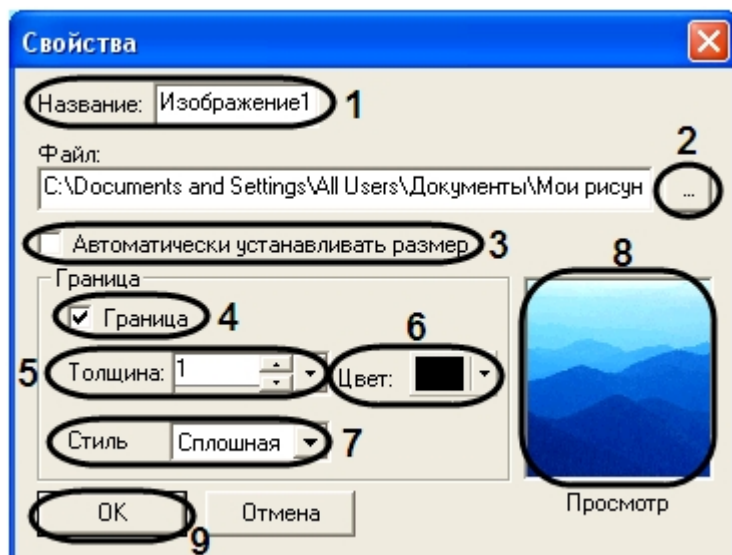 Свойства
Название: Изображение1 1
Файл: 2
C:\Documents and Settings\All Users\Документы\Мои рисун ...
Автоматически устанавливать размер 3
Граница 8
Граница 4 6
5 Толщина: 1 Цвет:
Стиль Сплошная 7
OK Отмена Просмотр
9